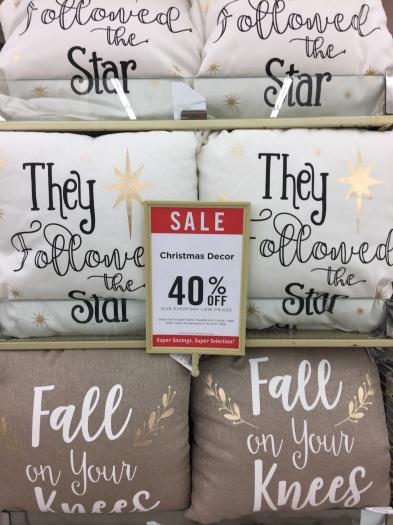 Followed
the
Star
Followed
the
Star
They
Followed
the
Star
They
Followed
the
Star
SALE
Christmas Decor
40% OFF
OUR EVERYDAY LOW PRICES
Super Savings, Super Selection!
Fall
on Your
Knees
Fall
on Your
Knees